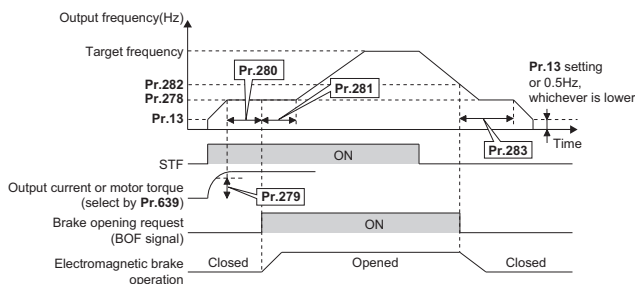 Output frequency(Hz)
Target frequency
Pr.280
Pr.13 setting
or 0.5Hz,
whichever is lower
Pr.282
Pr.281
Pr.278
Pr.13
Time
Pr.283
STF
ON
Output current or motor torque
(select by Pr.639)
Pr.279
Brake opening request
(BOF signal)
ON
Electromagnetic brake
operation
Closed
Opened
Closed